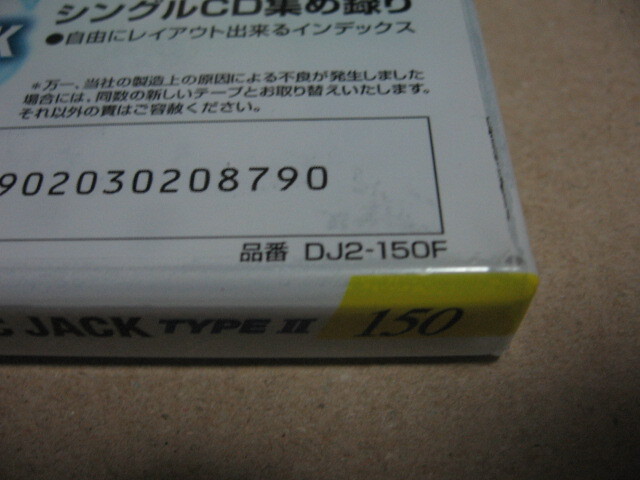 シングルCD集め録り
K
●自由にレイアウト出来るインデックス
*万一、当社の製造上の原因による不良が発生しました
場合には、同数の新しいテープとお取り替えいたします。
それ以外の責はご容赦ください。
902030208790
品番 DJ2-150F
C JACK TYPE II 150